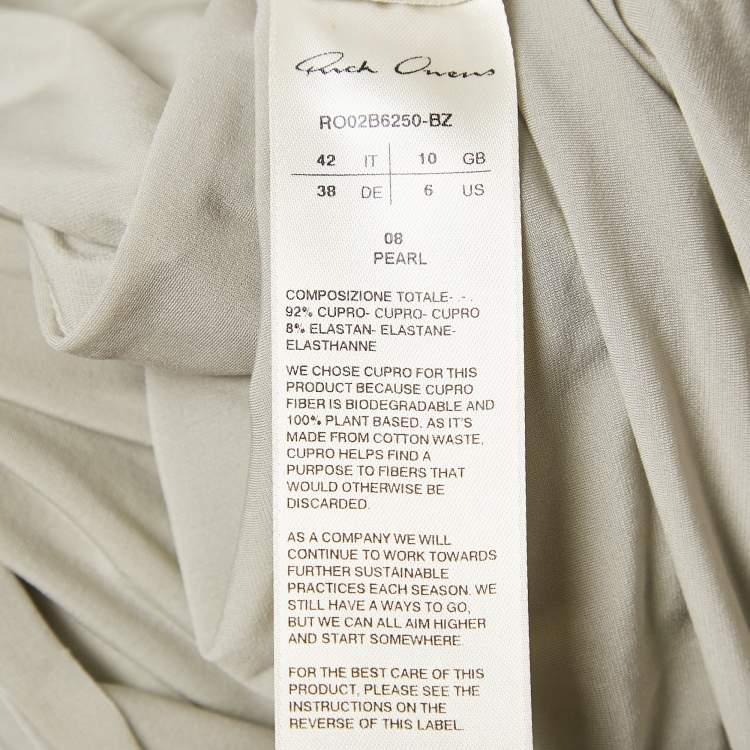 Rick Owens
RO02B6250-BZ
42 IT 10 GB
38 DE 6 US
08
PEARL
COMPOSIZIONE TOTALE- .- .
92% CUPRO- CUPRO- CUPRO
8% ELASTAN- ELASTANE-
ELASTHANNE
WE CHOSE CUPRO FOR THIS
PRODUCT BECAUSE CUPRO
FIBER IS BIODEGRADABLE AND
100% PLANT BASED. AS IT'S
MADE FROM COTTON WASTE,
CUPRO HELPS FIND A
PURPOSE TO FIBERS THAT
WOULD OTHERWISE BE
DISCARDED.
AS A COMPANY WE WILL
CONTINUE TO WORK TOWARDS
FURTHER SUSTAINABLE
PRACTICES EACH SEASON. WE
STILL HAVE A WAYS TO GO,
BUT WE CAN ALL AIM HIGHER
AND START SOMEWHERE.
FOR THE BEST CARE OF THIS
PRODUCT, PLEASE SEE THE
INSTRUCTIONS ON THE
REVERSE OF THIS LABEL.